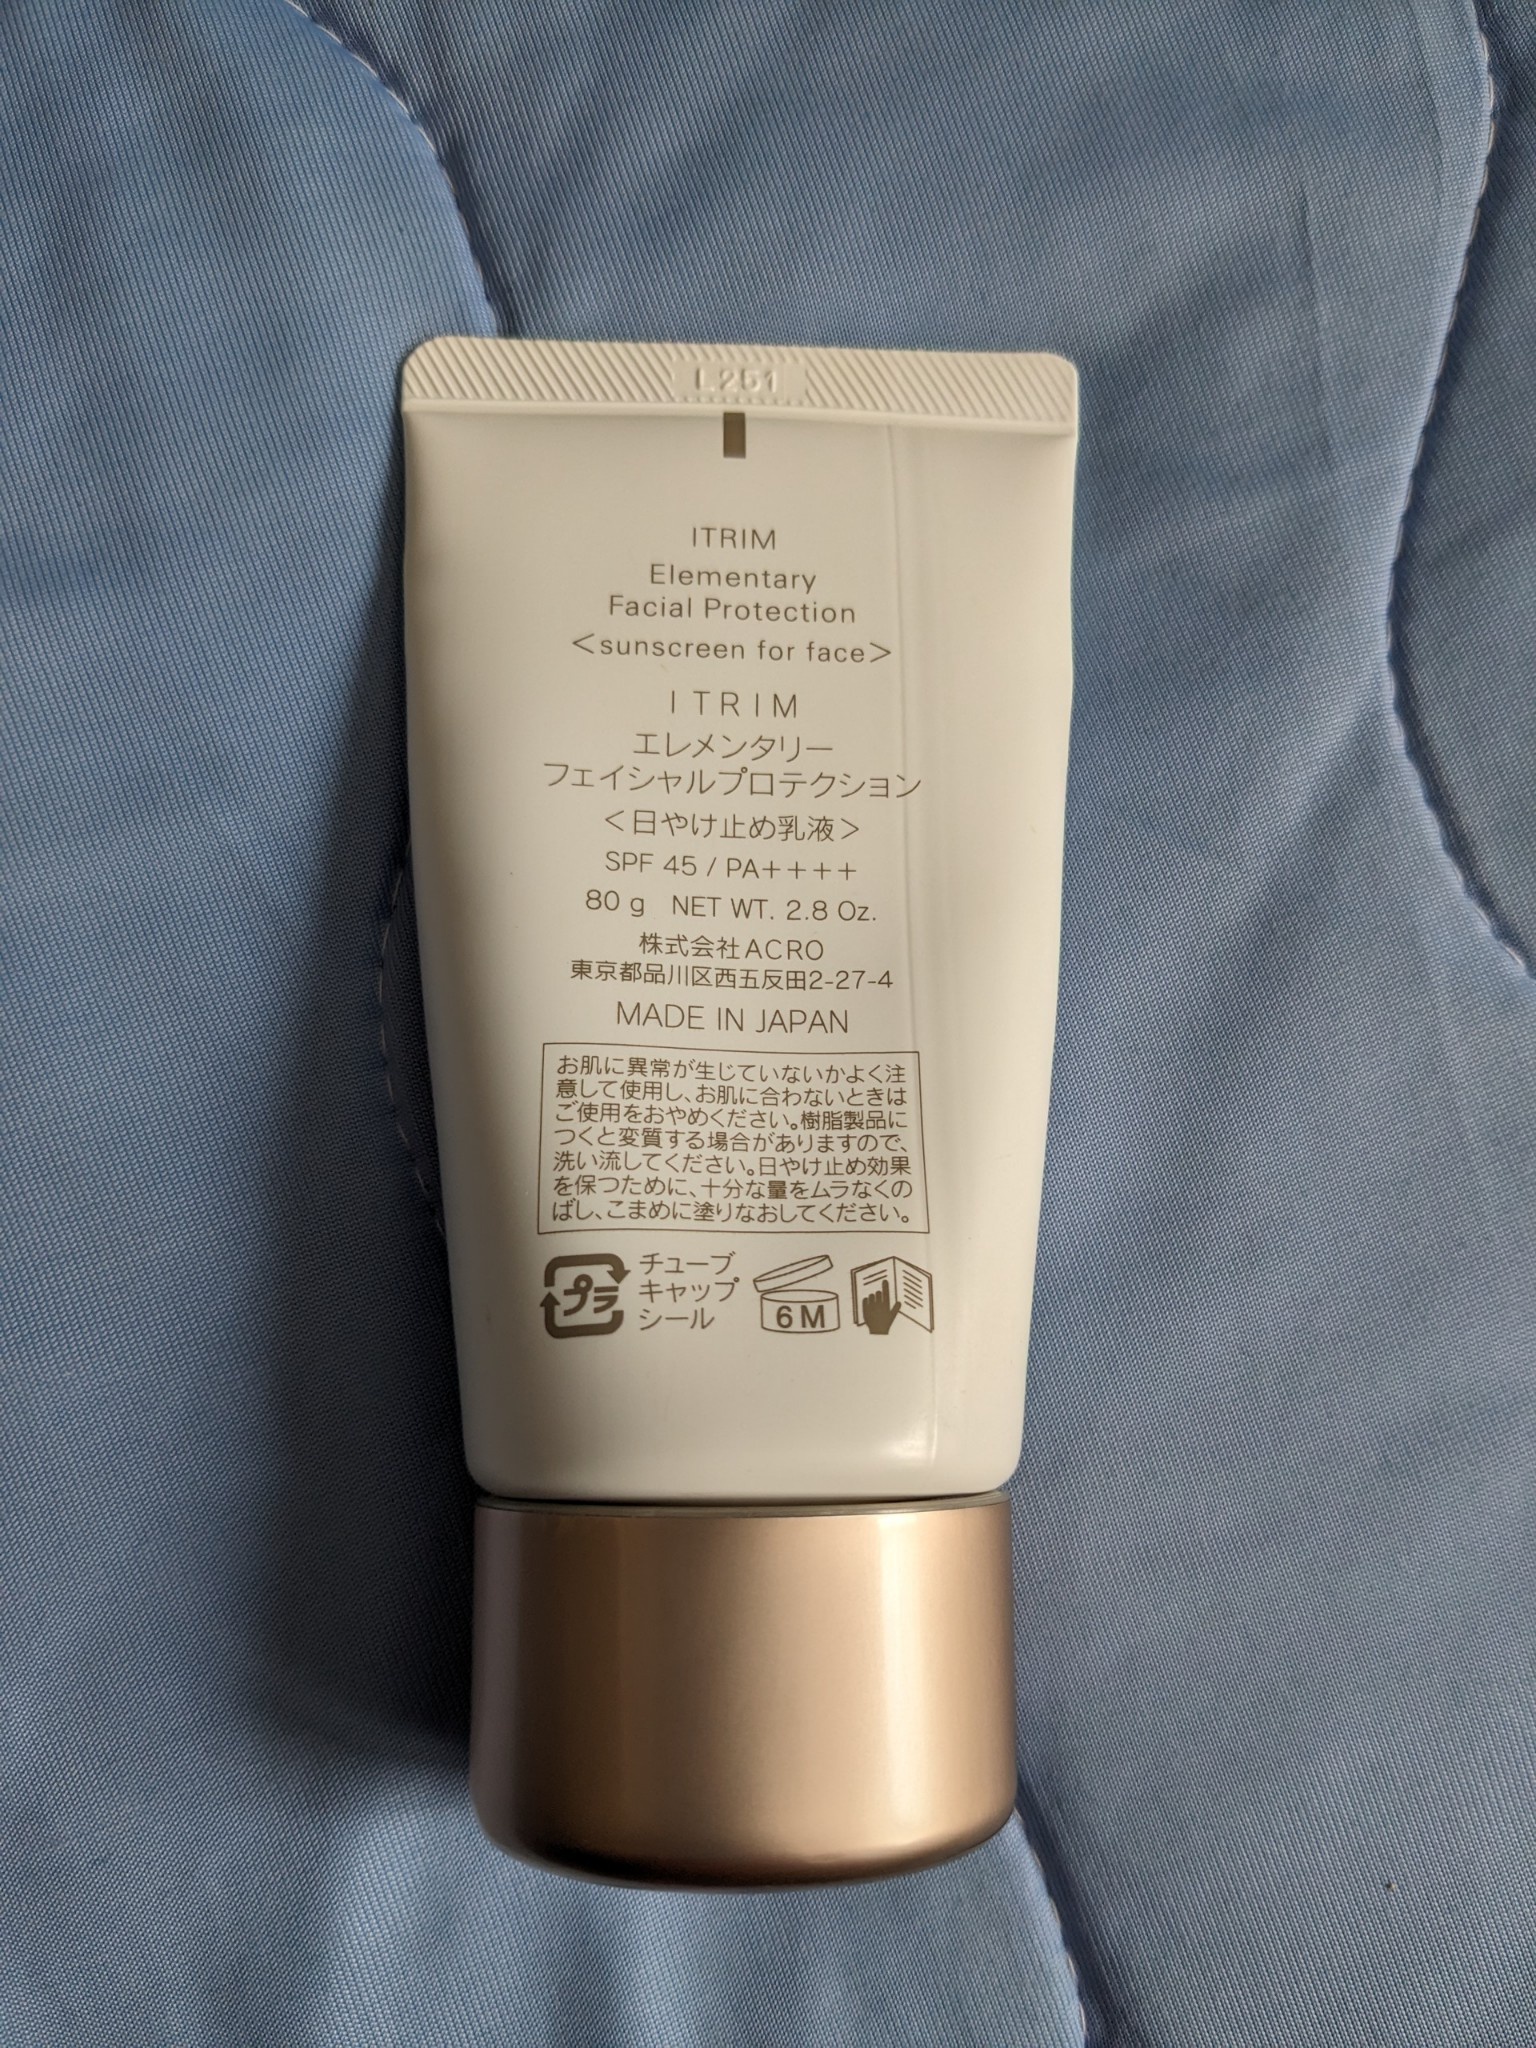 L251
ITRIM
Elementary
Facial Protection
<sunscreen for face>
ITRIM
エレメンタリー
フェイシャルプロテクション
<日やけ止め乳液>
SPF 45 / PA++++
80 g NET WT. 2.8 Oz.
株式会社ACRO
東京都品川区西五反田2-27-4
MADE IN JAPAN
お肌に異常が生じていないかよく注
意して使用し、お肌に合わないときは
ご使用をおやめください。樹脂製品に
つくと変質する場合がありますので、
洗い流してください。日やけ止め効果
を保つために、十分な量をムラなくの
ばし、こまめに塗りなおしてください。
プラ
チューブ
キャップ
シール
6M